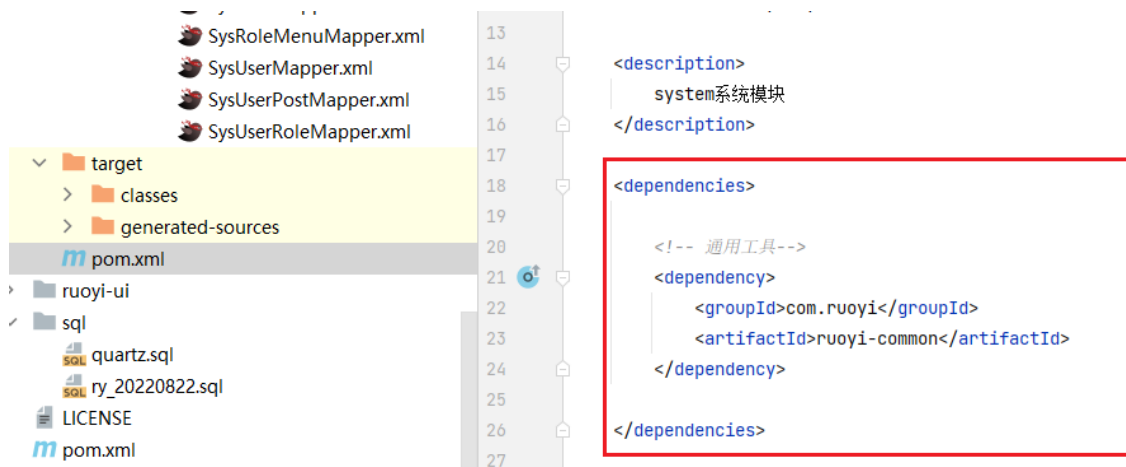 SysRoleMenuMapper.xml
SysUserMapper.xml
SysUserPostMapper.xml
SysUserRoleMapper.xml
target
classes
generated-sources
pom.xml
ruoyi-ui
sql
quartz.sql
ry_20220822.sql
LICENSE
pom.xml
13
14 <description>
15 system系统模块
16 </description>
17
18 <dependencies>
19
20 <!-- 通用工具-->
21 <dependency>
22 <groupId>com.ruoyi</groupId>
23 <artifactId>ruoyi-common</artifactId>
24 </dependency>
25
26 </dependencies>
27